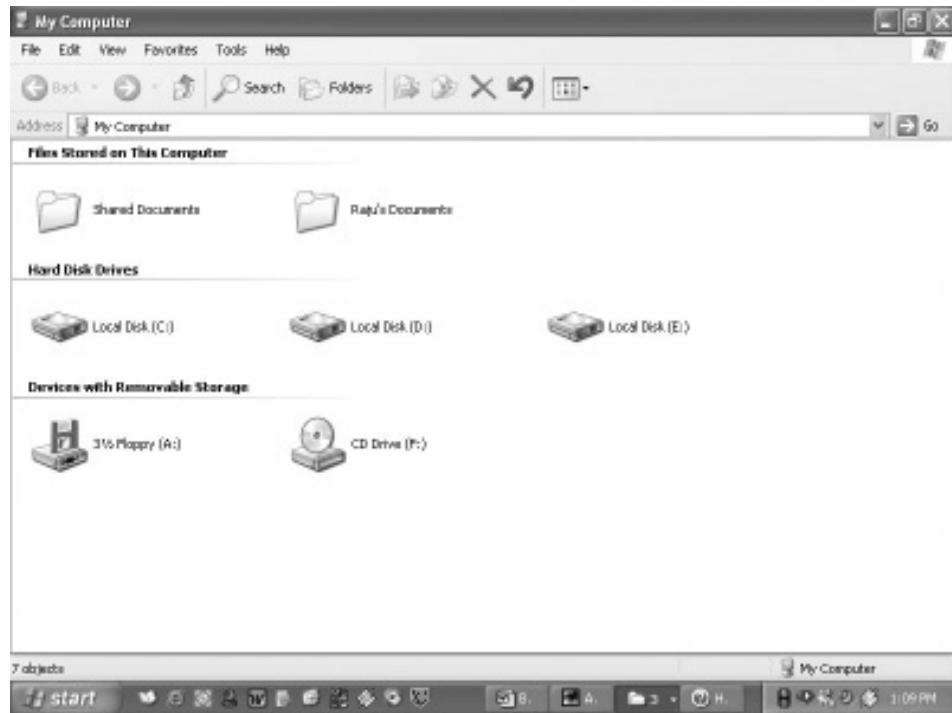 My Computer
File Edit View Favorites Tools Help
Back Search Folders
Address My Computer Go
Files Stored on This Computer
Shared Documents Raju's Documents
Hard Disk Drives
Local Disk (C:) Local Disk (D:) Local Disk (E:)
Devices with Removable Storage
3½ Floppy (A:) CD Drive (F:)
7 objects My Computer
start B. A. 3 H. 1:09 PM